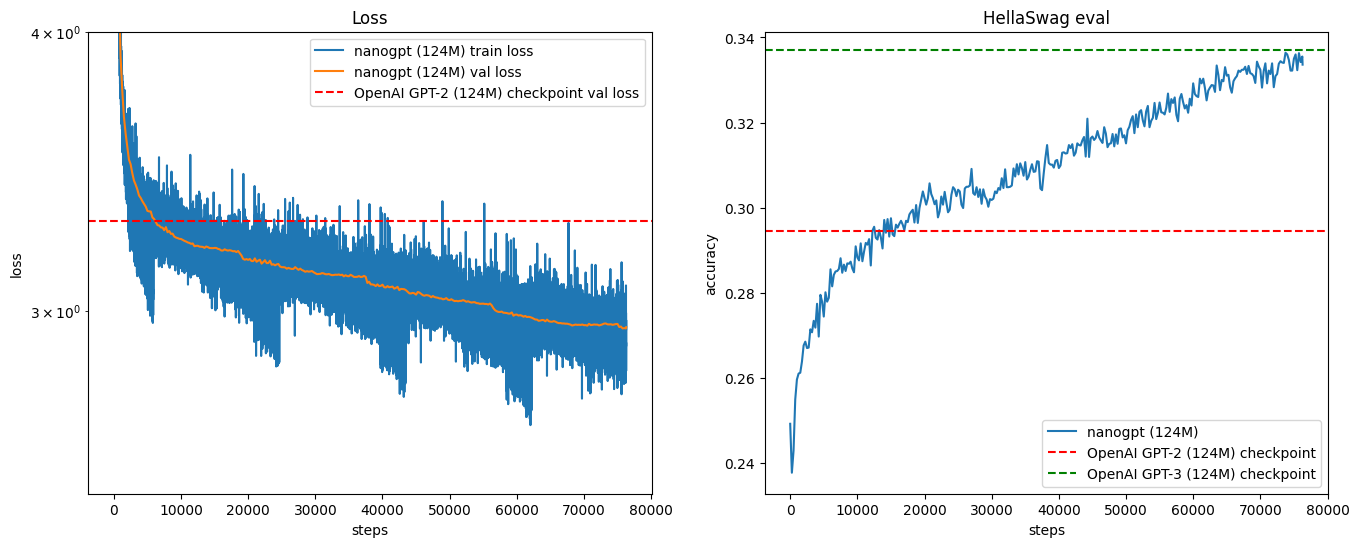 Loss
4 × 10⁰
3 × 10⁰
loss
0 10000 20000 30000 40000 50000 60000 70000 80000
steps
nanogpt (124M) train loss
nanogpt (124M) val loss
OpenAI GPT-2 (124M) checkpoint val loss
HellaSwag eval
0.34
0.32
0.30
0.28
0.26
0.24
accuracy
0 10000 20000 30000 40000 50000 60000 70000 80000
steps
nanogpt (124M)
OpenAI GPT-2 (124M) checkpoint
OpenAI GPT-3 (124M) checkpoint